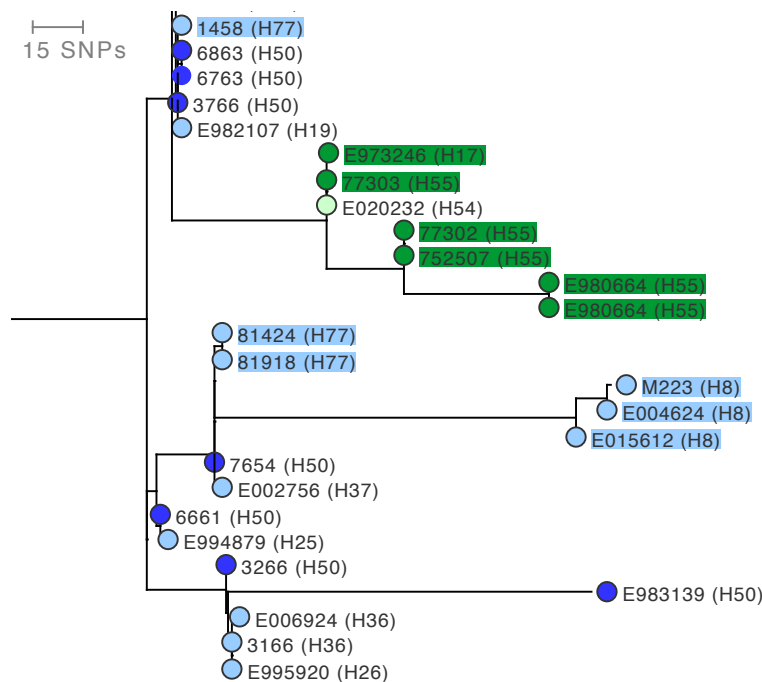 1458 (H77)
15 SNPs
6863 (H50)
6763 (H50)
3766 (H50)
E982107 (H19)
E973246 (H17)
77303 (H55)
E020232 (H54)
77302 (H55)
752507 (H55)
E980664 (H55)
E980664 (H55)
81424 (H77)
81918 (H77)
M223 (H8)
E004624 (H8)
E015612 (H8)
7654 (H50)
E002756 (H37)
6661 (H50)
E994879 (H25)
3266 (H50)
E983139 (H50)
E006924 (H36)
3166 (H36)
E995920 (H26)